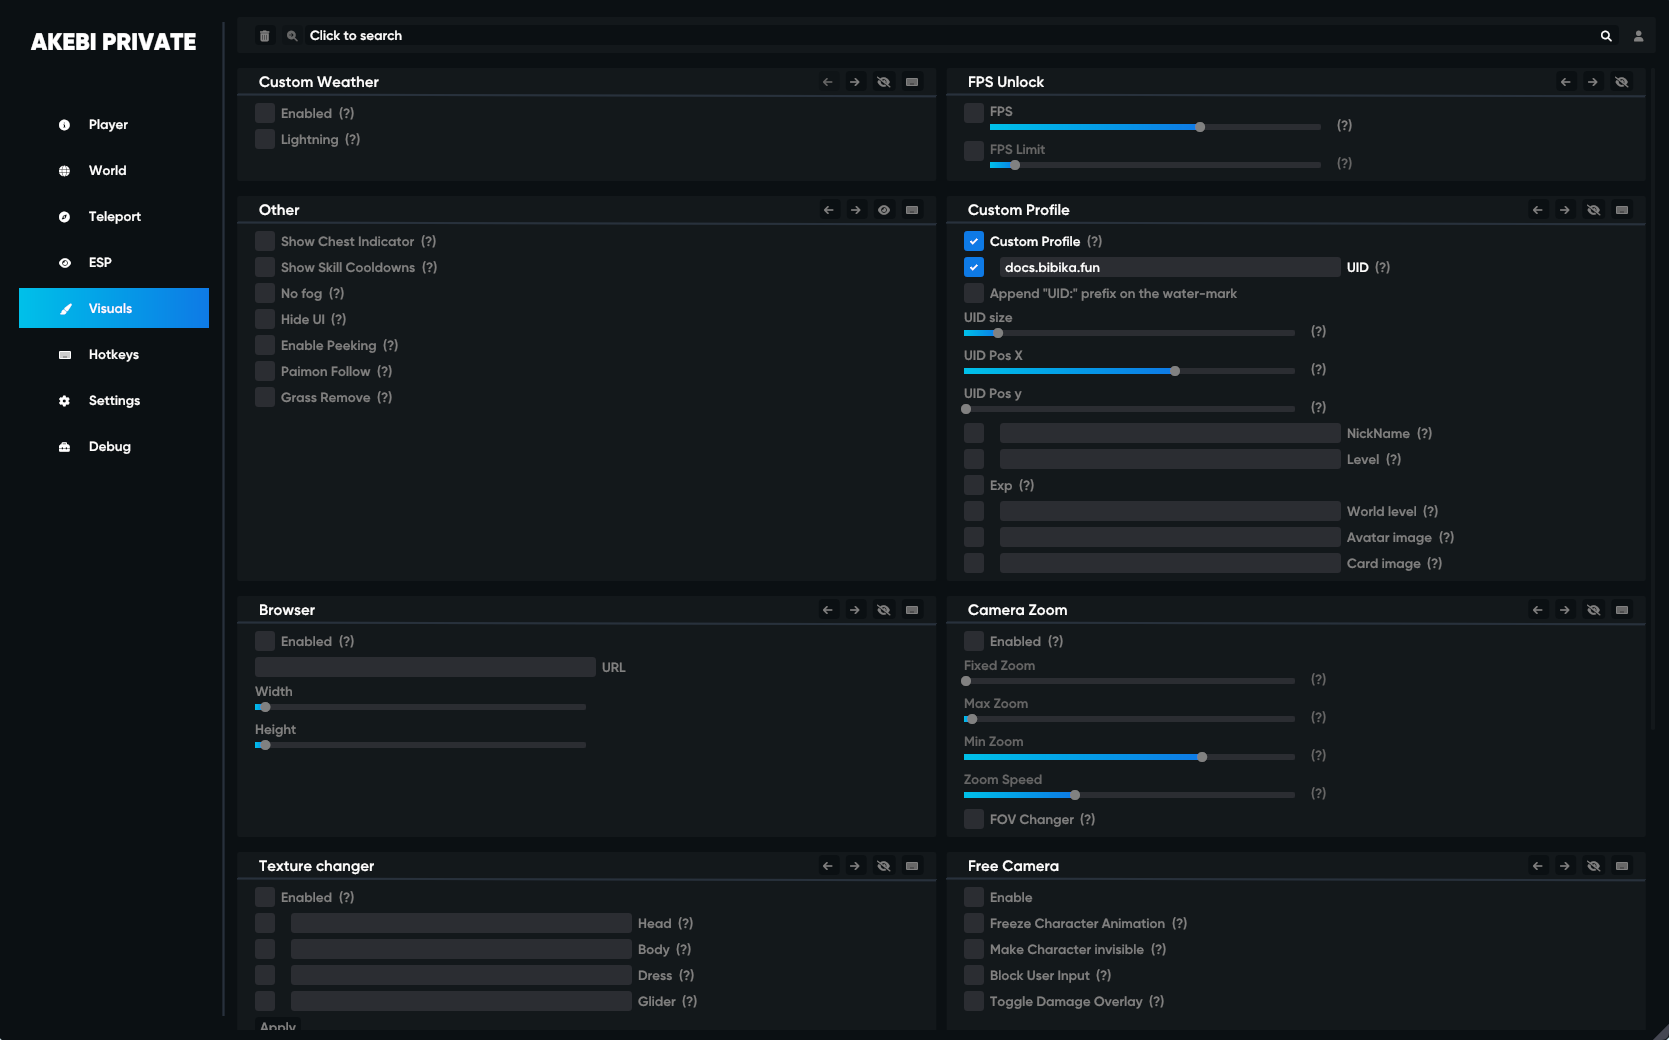 AKEBI PRIVATE
Player
World
Teleport
ESP
Visuals
Hotkeys
Settings
Debug
Click to search
Custom Weather
Enabled (?)
Lightning (?)
FPS Unlock
FPS
(?)
FPS Limit
(?)
Other
Show Chest Indicator (?)
Show Skill Cooldowns (?)
No fog (?)
Hide UI (?)
Enable Peeking (?)
Paimon Follow (?)
Grass Remove (?)
Custom Profile
Custom Profile (?)
docs.bibika.fun UID (?)
Append "UID:" prefix on the water-mark
UID size
(?)
UID Pos X
(?)
UID Pos y
(?)
NickName (?)
Level (?)
Exp (?)
World level (?)
Avatar image (?)
Card image (?)
Browser
Enabled (?)
URL
Width
Height
Camera Zoom
Enabled (?)
Fixed Zoom
(?)
Max Zoom
(?)
Min Zoom
(?)
Zoom Speed
(?)
FOV Changer (?)
Texture changer
Enabled (?)
Head (?)
Body (?)
Dress (?)
Glider (?)
Apply
Free Camera
Enable
Freeze Character Animation (?)
Make Character invisible (?)
Block User Input (?)
Toggle Damage Overlay (?)